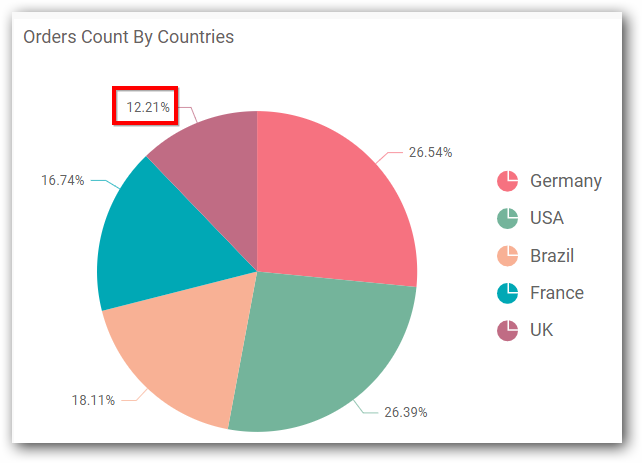 Orders Count By Countries
12.21%
26.54%
16.74%
18.11%
26.39%
Germany
USA
Brazil
France
UK